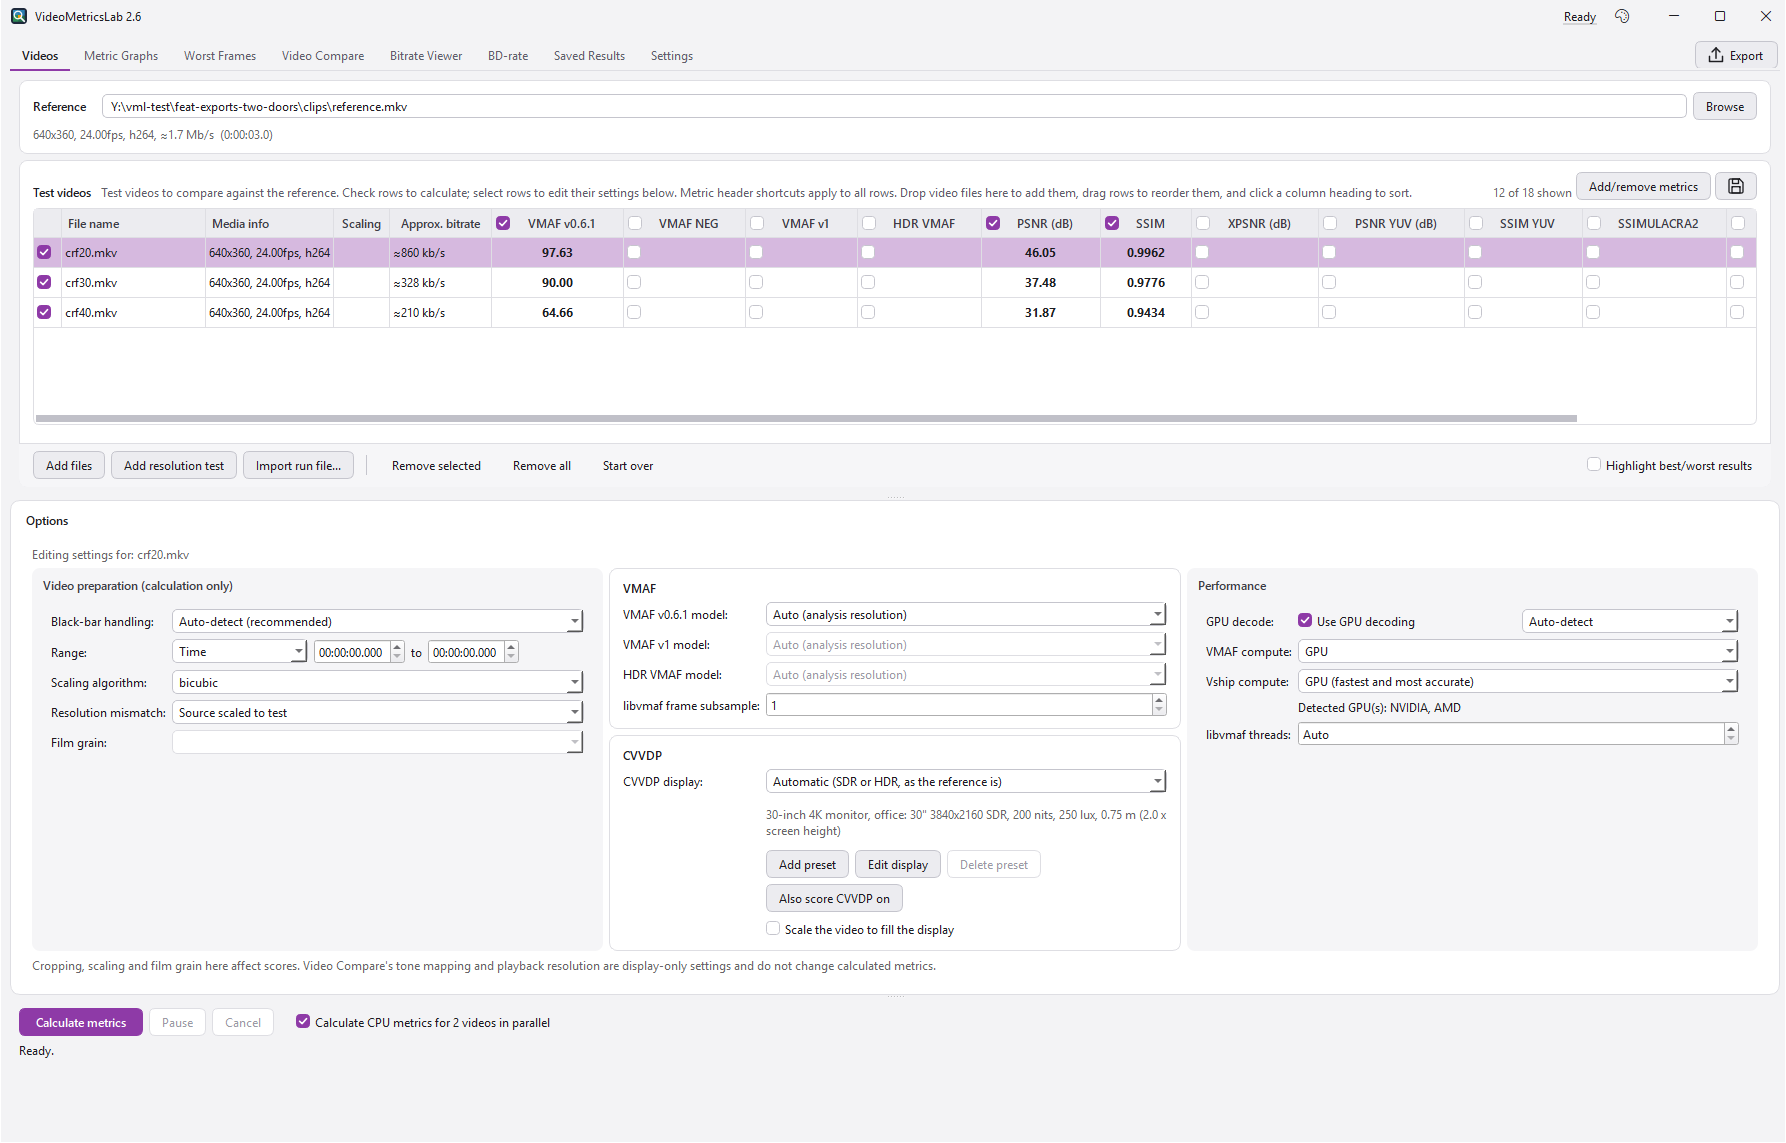 VideoMetricsLab 2.6
Ready
Videos Metric Graphs Worst Frames Video Compare Bitrate Viewer BD-rate Saved Results Settings
Export
Reference Y:\vml-test\feat-exports-two-doors\clips\reference.mkv Browse
640x360, 24.00fps, h264, ≈1.7 Mb/s (0:00:03.0)
Test videos Test videos to compare against the reference. Check rows to calculate; select rows to edit their settings below. Metric header shortcuts apply to all rows. Drop video files here to add them, drag rows to reorder them, and click a column heading to sort. 12 of 18 shown Add/remove metrics
File name Media info Scaling Approx. bitrate VMAF v0.6.1 VMAF NEG VMAF v1 HDR VMAF PSNR (dB) SSIM XPSNR (dB) PSNR YUV (dB) SSIM YUV SSIMULACRA2
crf20.mkv 640x360, 24.00fps, h264 ≈860 kb/s 97.63 46.05 0.9962
crf30.mkv 640x360, 24.00fps, h264 ≈328 kb/s 90.00 37.48 0.9776
crf40.mkv 640x360, 24.00fps, h264 ≈210 kb/s 64.66 31.87 0.9434
Add files Add resolution test Import run file... Remove selected Remove all Start over Highlight best/worst results
Options
Editing settings for: crf20.mkv
Video preparation (calculation only)
Black-bar handling: Auto-detect (recommended)
Range: Time 00:00:00.000 to 00:00:00.000
Scaling algorithm: bicubic
Resolution mismatch: Source scaled to test
Film grain:
VMAF
VMAF v0.6.1 model: Auto (analysis resolution)
VMAF v1 model: Auto (analysis resolution)
HDR VMAF model: Auto (analysis resolution)
libvmaf frame subsample: 1
CVVDP
CVVDP display: Automatic (SDR or HDR, as the reference is)
30-inch 4K monitor, office: 30" 3840x2160 SDR, 200 nits, 250 lux, 0.75 m (2.0 x
screen height)
Add preset Edit display Delete preset
Also score CVVDP on
Scale the video to fill the display
Performance
GPU decode: Use GPU decoding Auto-detect
VMAF compute: GPU
Vship compute: GPU (fastest and most accurate)
Detected GPU(s): NVIDIA, AMD
libvmaf threads: Auto
Cropping, scaling and film grain here affect scores. Video Compare's tone mapping and playback resolution are display-only settings and do not change calculated metrics.
Calculate metrics Pause Cancel Calculate CPU metrics for 2 videos in parallel
Ready.